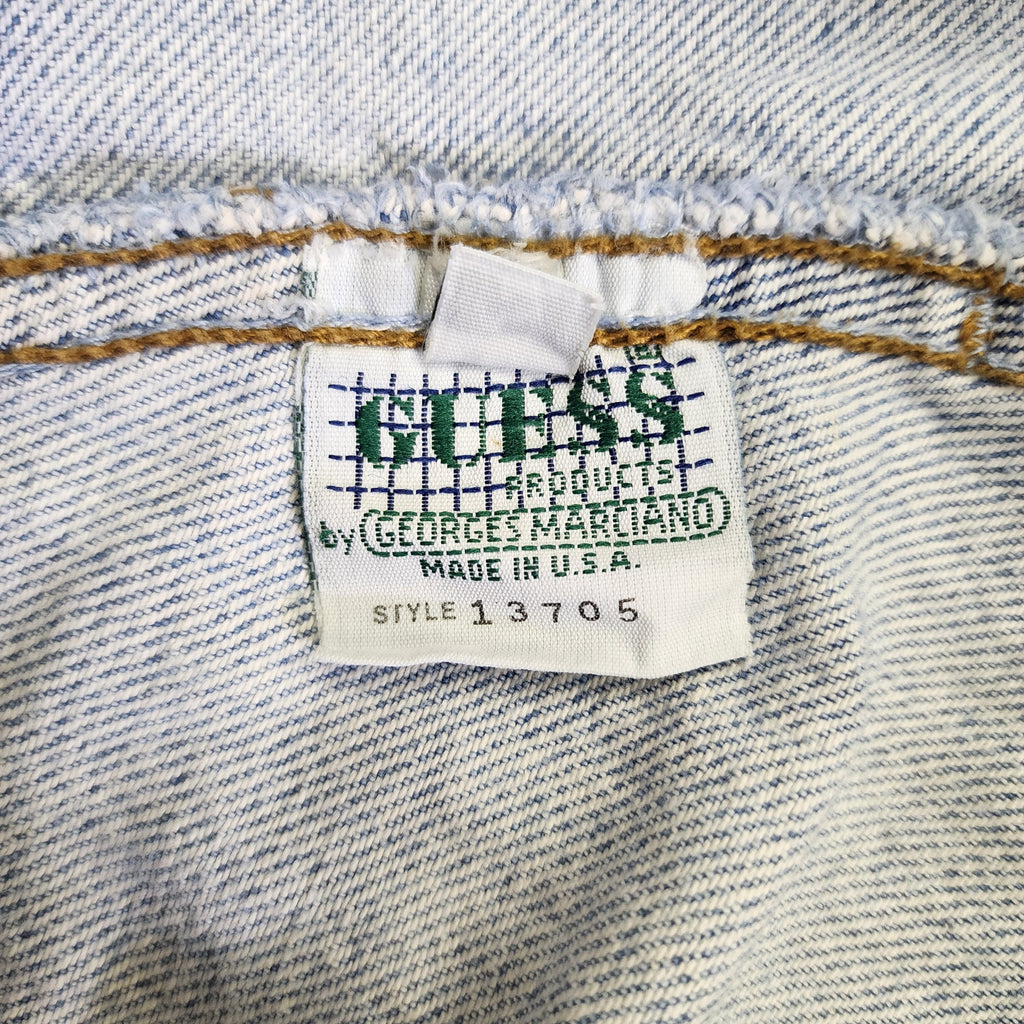 GUESS
PRODUCTS
by GEORGES MARCIANO
MADE IN U.S.A.
STYLE 13705